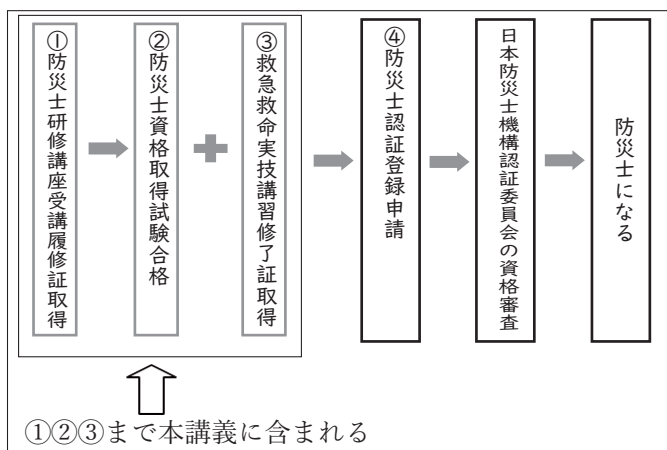 ①防災士研修講座受講履修証取得
②防災士資格取得試験合格
③救急救命実技講習修了証取得
④防災士認証登録申請
日本防災士機構認証委員会の資格審査
防災士になる
①②③まで本講義に含まれる